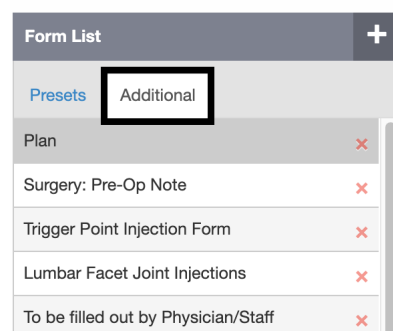 Form List
Presets
Additional
Plan
Surgery: Pre-Op Note
Trigger Point Injection Form
Lumbar Facet Joint Injections
To be filled out by Physician/Staff